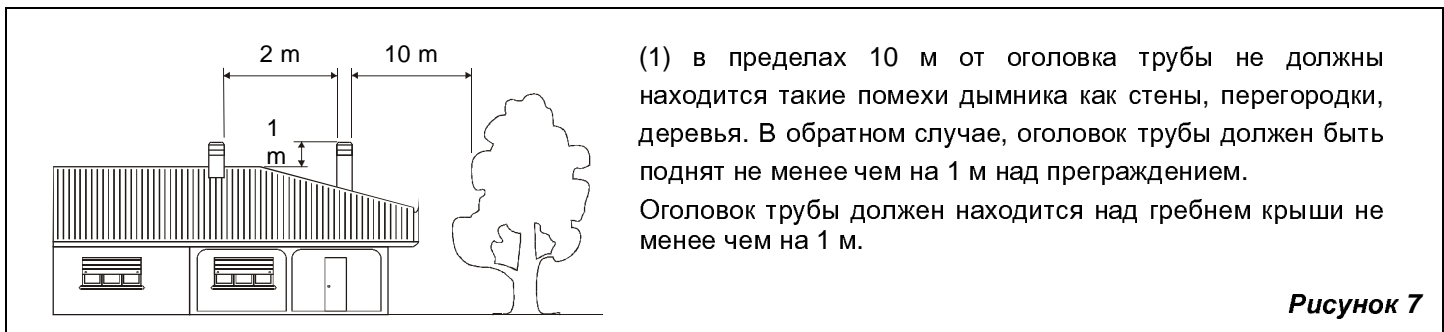 2 m
10 m
1
m
(1) в пределах 10 м от оголовка трубы не должны
находится такие помехи дымника как стены, перегородки,
деревья. В обратном случае, оголовок трубы должен быть
поднят не менее чем на 1 м над преграждением.
Оголовок трубы должен находится над гребнем крыши не
менее чем на 1 м.
Рисунок 7